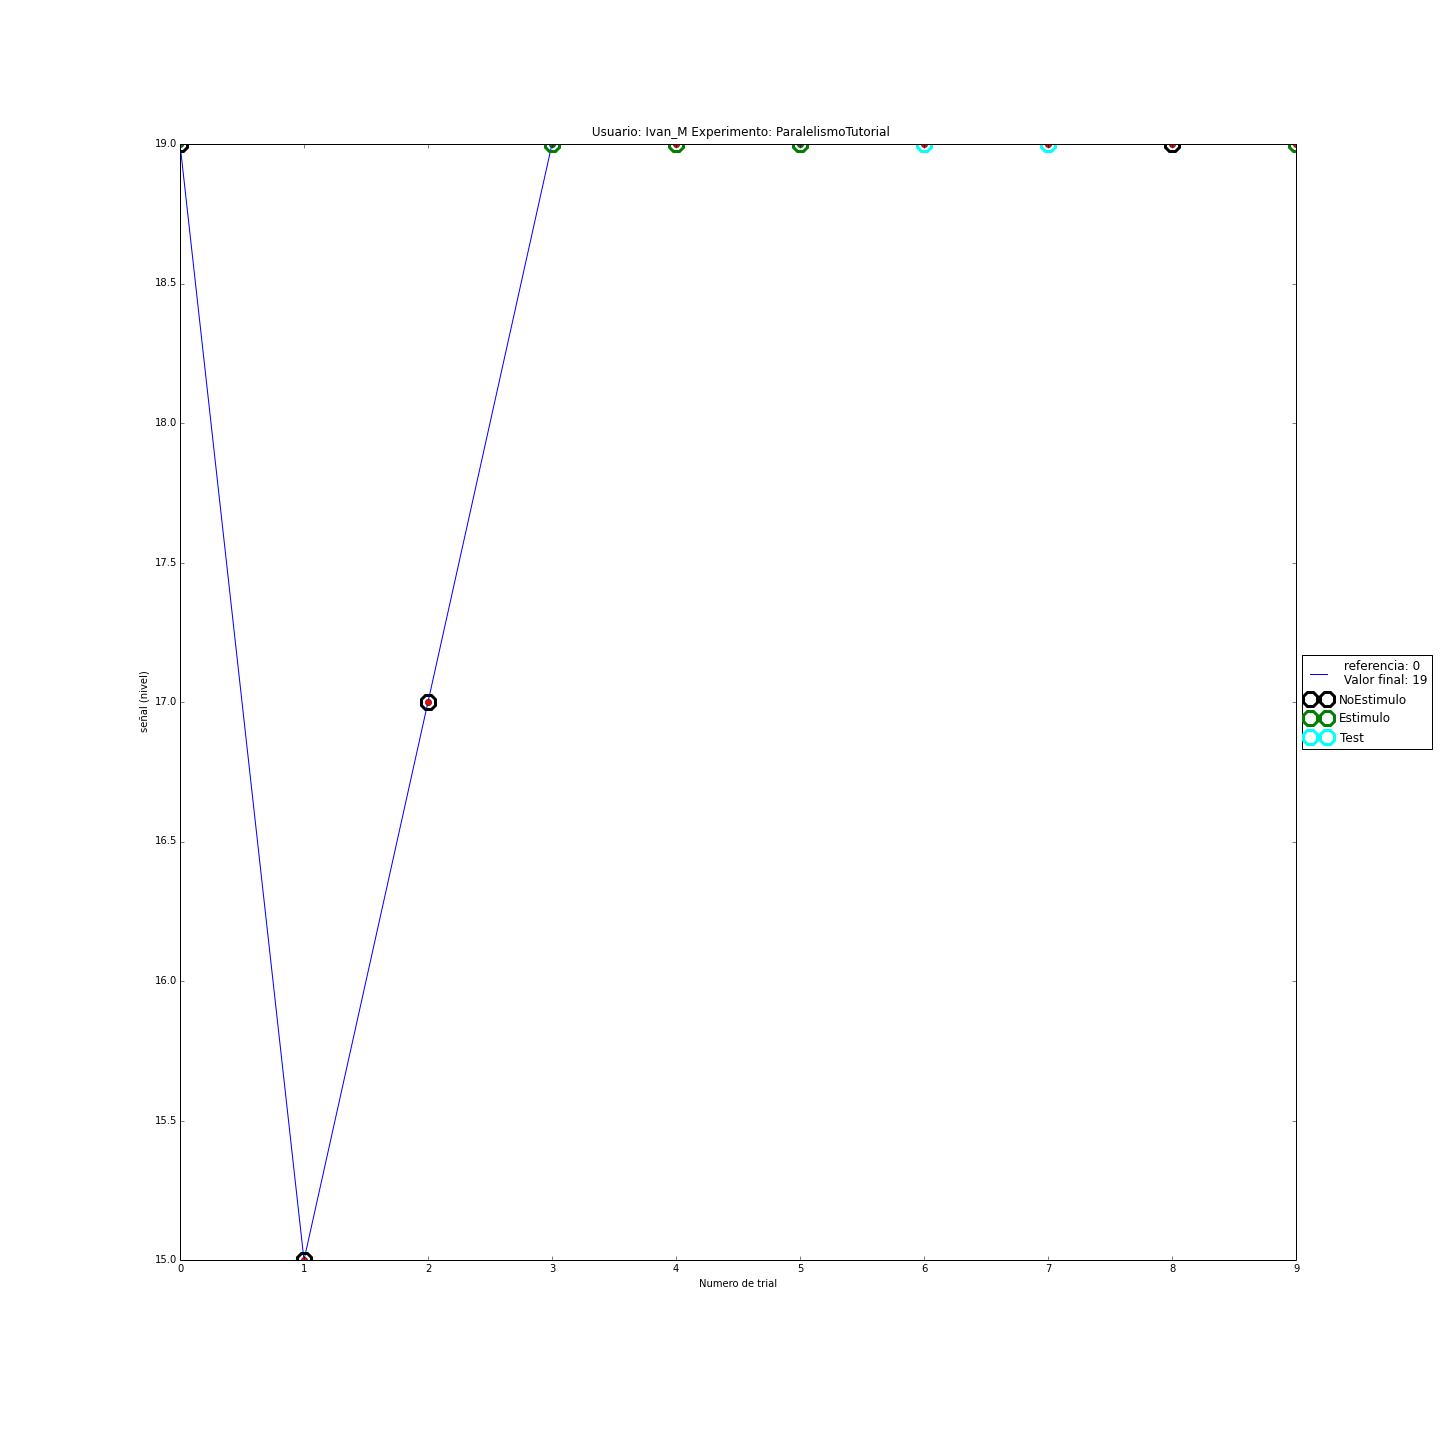 Usuario: Ivan_M Experimento: ParalelismoTutorial
19.0
18.5
18.0
17.5
17.0
16.5
16.0
15.5
15.0
señal (nivel)
0 1 2 3 4 5 6 7 8 9
Numero de trial
referencia: 0
Valor final: 19
NoEstimulo
Estimulo
Test